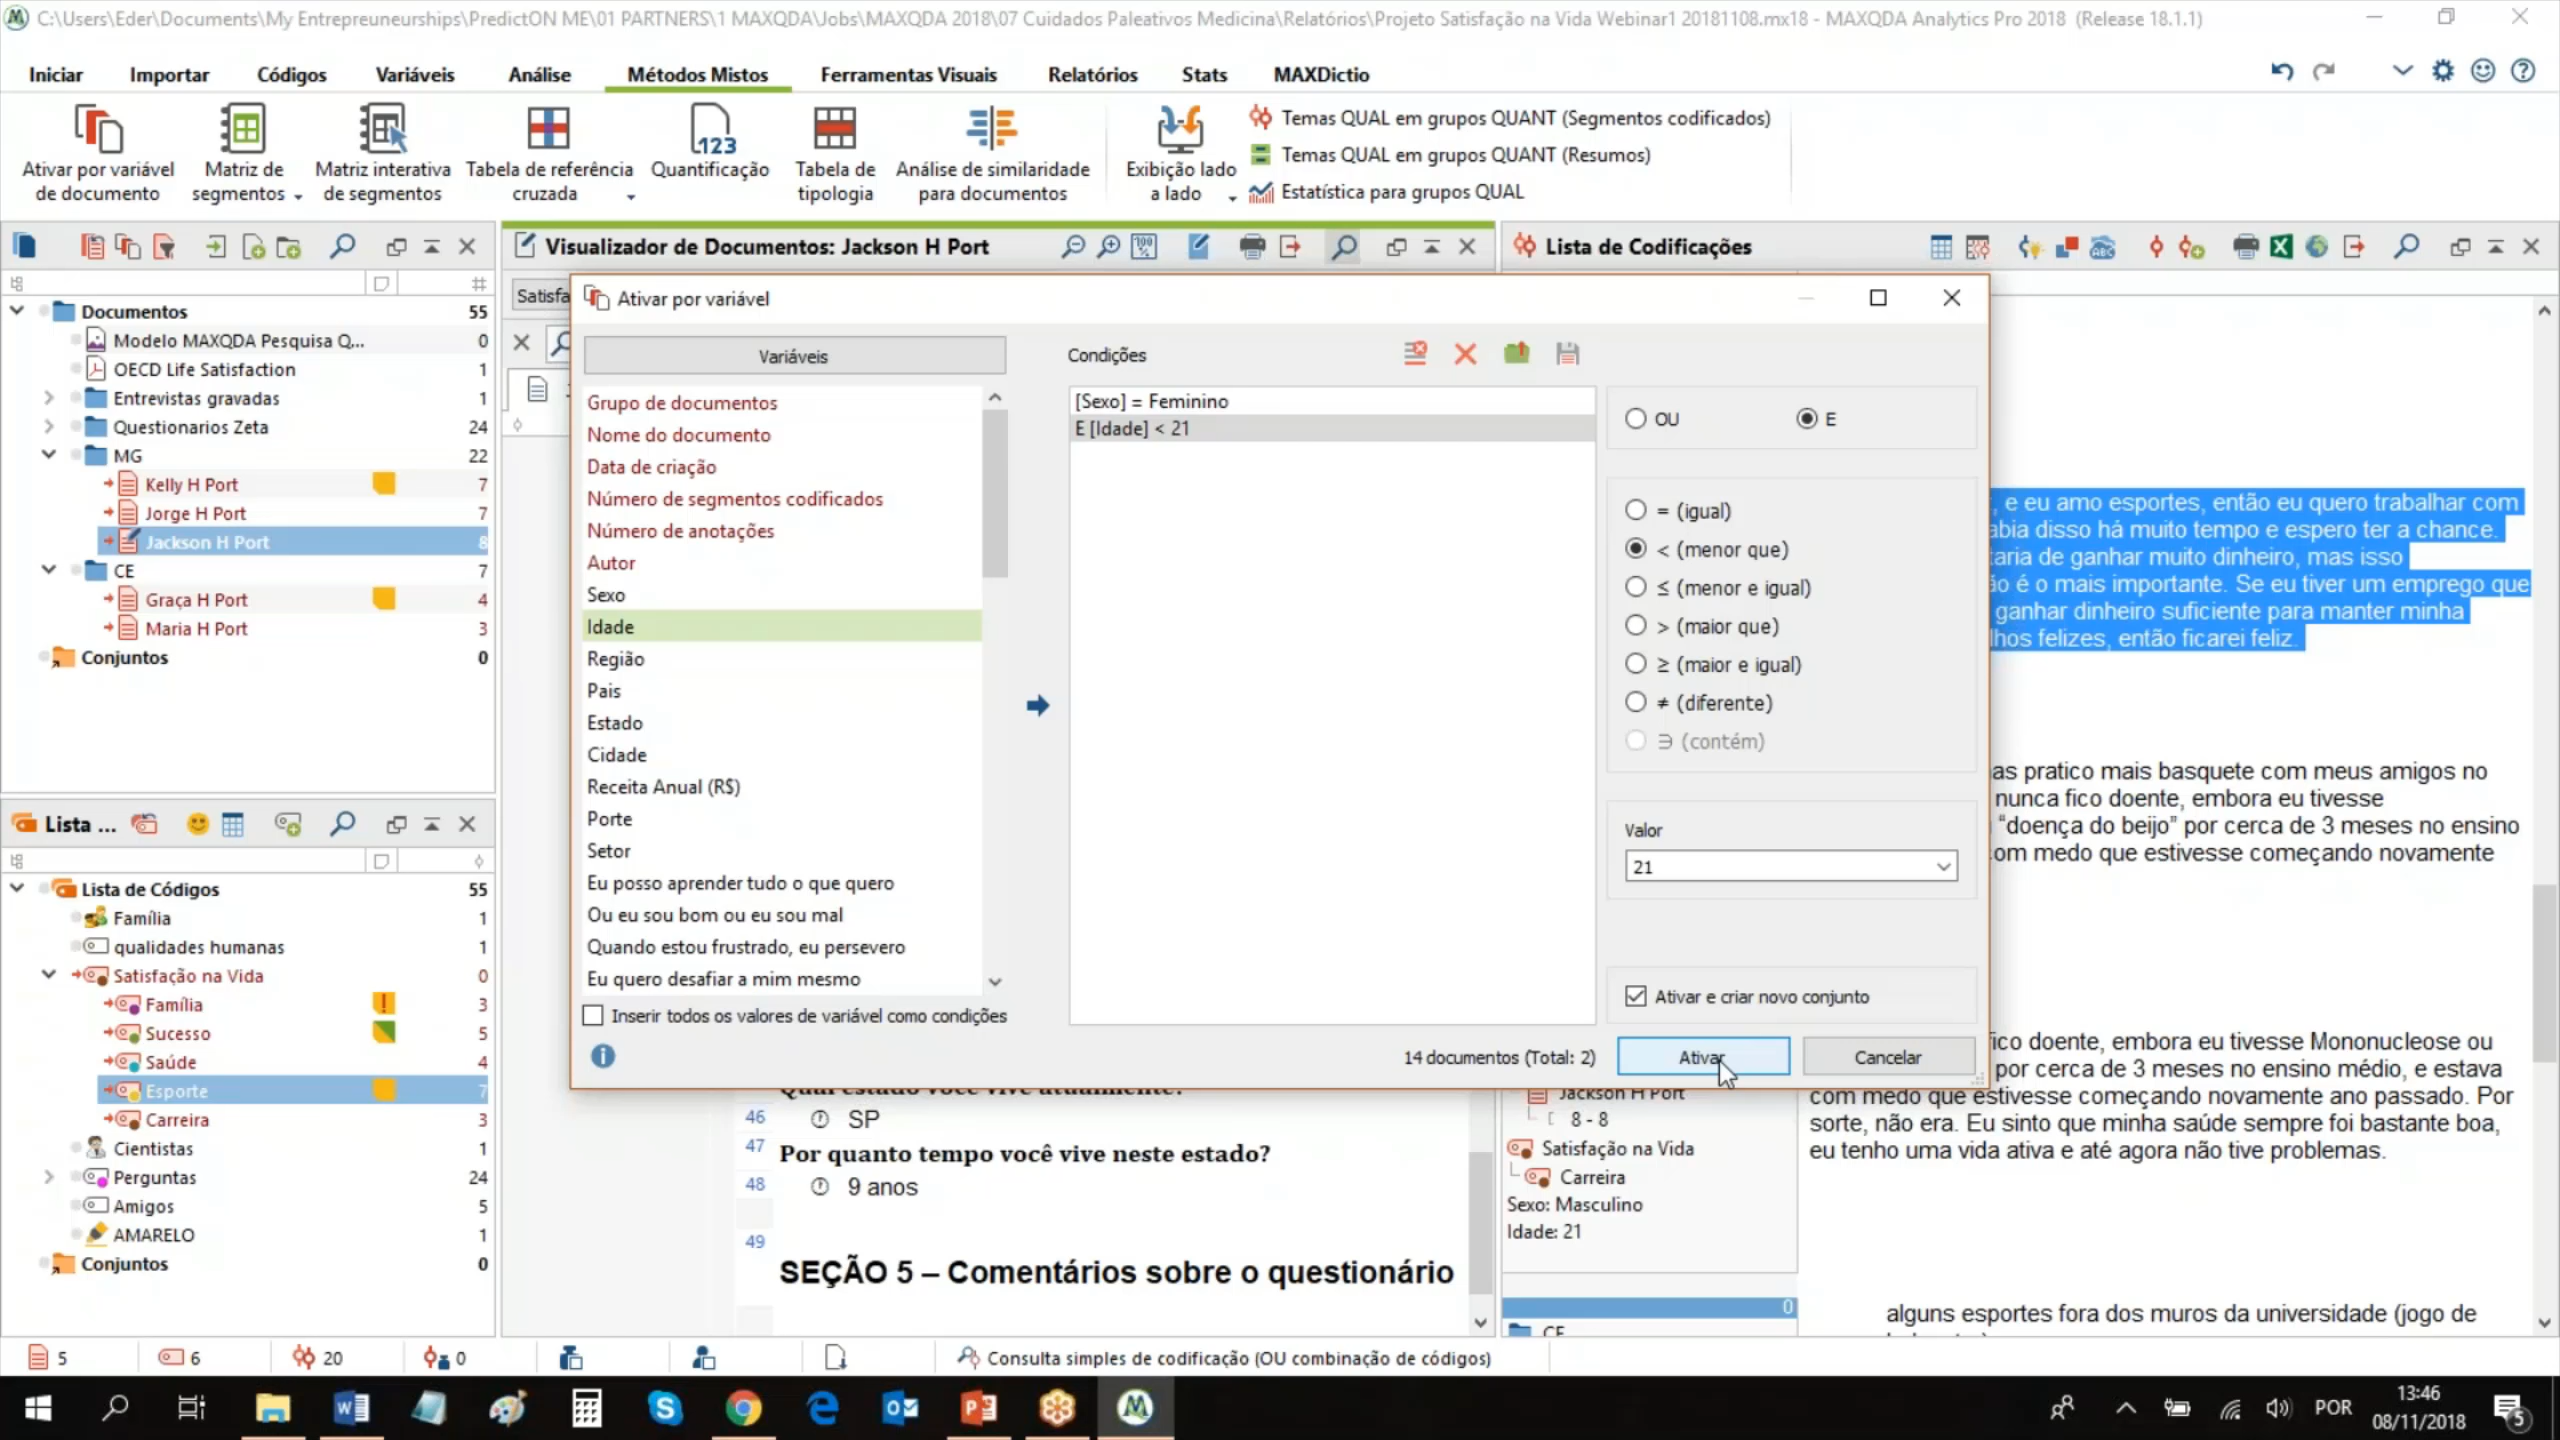 C:\Users\Eder\Documents\My Entrepreuneurships\PredictON ME\01 PARTNERS\1 MAXQDA\Jobs\MAXQDA 2018\07 Cuidados Paleativos Medicina\Relatórios\Projeto Satisfação na Vida Webinar1 20181108.mx18 - MAXQDA Analytics Pro 2018 (Release 18.1.1)
Iniciar Importar Códigos Variáveis Análise Métodos Mistos Ferramentas Visuais Relatórios Stats MAXDictio
Ativar por variável de documento
Matriz de segmentos
Matriz interativa de segmentos
Tabela de referência cruzada
123
Quantificação
Tabela de tipologia
Análise de similaridade para documentos
Exibição lado a lado
Temas QUAL em grupos QUANT (Segmentos codificados)
Temas QUAL em grupos QUANT (Resumos)
Estatística para grupos QUAL
Documentos 55
Modelo MAXQDA Pesquisa Q... 0
OECD Life Satisfaction 1
Entrevistas gravadas 1
Questionarios Zeta 24
MG 22
Kelly H Port 7
Jorge H Port 7
Jackson H Port 8
CE 7
Graça H Port 4
Maria H Port 3
Conjuntos 0
Lista ...
Lista de Códigos 55
Família 1
qualidades humanas 1
Satisfação na Vida 0
Família 3
Sucesso 5
Saúde 4
Esporte 7
Carreira 3
Cientistas 1
Perguntas 24
Amigos 5
AMARELO 1
Conjuntos 0
Visualizador de Documentos: Jackson H Port
100 %
Satisfa
Ativar por variável
Variáveis
Grupo de documentos
Nome do documento
Data de criação
Número de segmentos codificados
Número de anotações
Autor
Sexo
Idade
Região
Pais
Estado
Cidade
Receita Anual (R$)
Porte
Setor
Eu posso aprender tudo o que quero
Ou eu sou bom ou eu sou mal
Quando estou frustrado, eu persevero
Eu quero desafiar a mim mesmo
Inserir todos os valores de variável como condições
Condições
[Sexo] = Feminino
E [Idade] < 21
OU E
= (igual)
< (menor que)
≤ (menor e igual)
> (maior que)
≥ (maior e igual)
≠ (diferente)
∋ (contém)
Valor
21
Ativar e criar novo conjunto
14 documentos (Total: 2)
Ativar
Cancelar
Qual estado você vive atualmente?
46 SP
47 Por quanto tempo você vive neste estado?
48 9 anos
49
SEÇÃO 5 – Comentários sobre o questionário
Lista de Codificações
, e eu amo esportes, então eu quero trabalhar com
abia disso há muito tempo e espero ter a chance.
taria de ganhar muito dinheiro, mas isso
ão é o mais importante. Se eu tiver um emprego que
ganhar dinheiro suficiente para manter minha
lhos felizes, então ficarei feliz.
as pratico mais basquete com meus amigos no
nunca fico doente, embora eu tivesse
“doença do beijo” por cerca de 3 meses no ensino
om medo que estivesse começando novamente
ico doente, embora eu tivesse Mononucleose ou
por cerca de 3 meses no ensino médio, e estava
com medo que estivesse começando novamente ano passado. Por
sorte, não era. Eu sinto que minha saúde sempre foi bastante boa,
eu tenho uma vida ativa e até agora não tive problemas.
Jackson H Port
8 - 8
Satisfação na Vida
Carreira
Sexo: Masculino
Idade: 21
0
CE
alguns esportes fora dos muros da universidade (jogo de
5 6 20 0
Consulta simples de codificação (OU combinação de códigos)
POR
13:46
08/11/2018
5